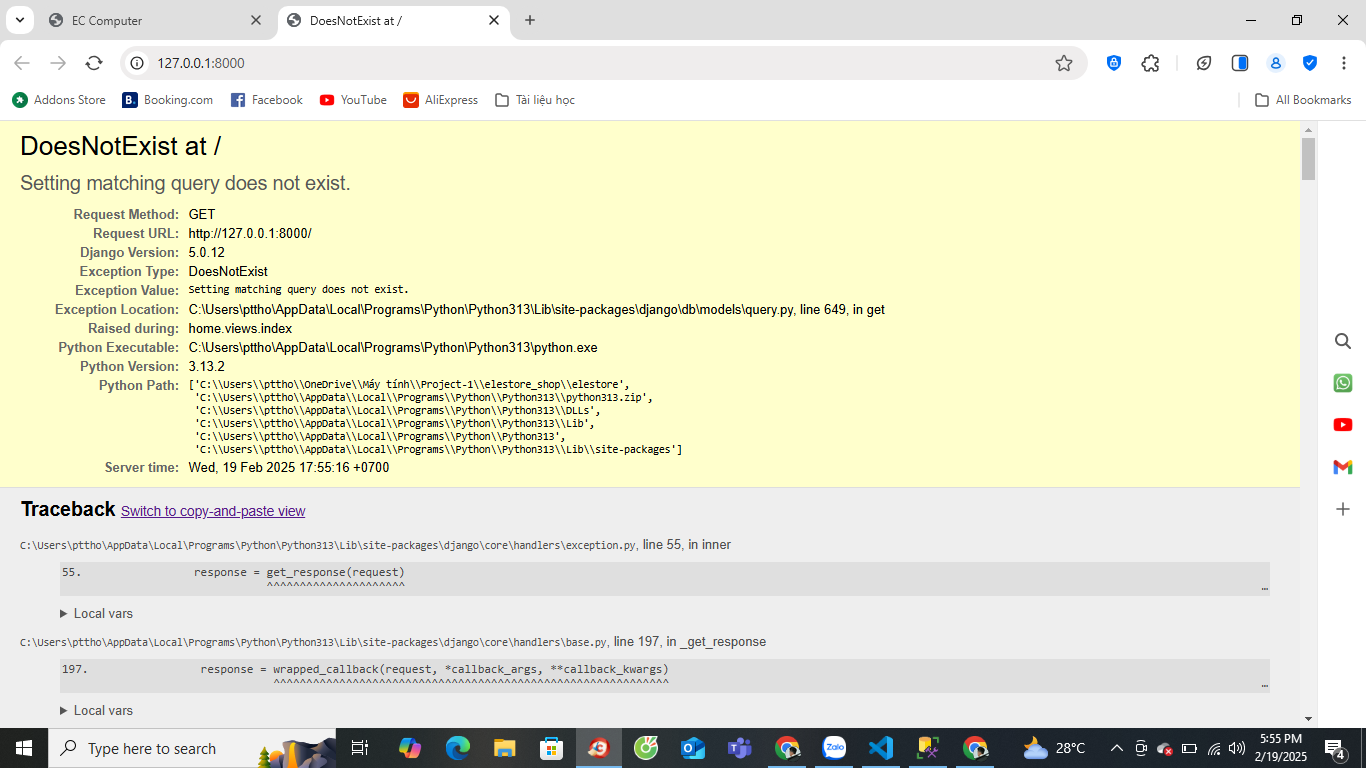 EC Computer
DoesNotExist at /
127.0.0.1:8000
Addons Store
Booking.com
Facebook
YouTube
AliExpress
Tài liệu học
All Bookmarks
DoesNotExist at /
Setting matching query does not exist.
Request Method: GET
Request URL: http://127.0.0.1:8000/
Django Version: 5.0.12
Exception Type: DoesNotExist
Exception Value: Setting matching query does not exist.
Exception Location: C:\Users\pttho\AppData\Local\Programs\Python\Python313\Lib\site-packages\django\db\models\query.py, line 649, in get
Raised during: home.views.index
Python Executable: C:\Users\pttho\AppData\Local\Programs\Python\Python313\python.exe
Python Version: 3.13.2
Python Path: ['C:\\Users\\pttho\\OneDrive\\Máy tính\\Project-1\\elestore_shop\\elestore',
'C:\\Users\\pttho\\AppData\\Local\\Programs\\Python\\Python313\\python313.zip',
'C:\\Users\\pttho\\AppData\\Local\\Programs\\Python\\Python313\\DLLs',
'C:\\Users\\pttho\\AppData\\Local\\Programs\\Python\\Python313\\Lib',
'C:\\Users\\pttho\\AppData\\Local\\Programs\\Python\\Python313',
'C:\\Users\\pttho\\AppData\\Local\\Programs\\Python\\Python313\\Lib\\site-packages']
Server time: Wed, 19 Feb 2025 17:55:16 +0700
Traceback Switch to copy-and-paste view
C:\Users\pttho\AppData\Local\Programs\Python\Python313\Lib\site-packages\django\core\handlers\exception.py, line 55, in inner
55. response = get_response(request)
^^^^^^^^^^^^^^^^^^^^^
…
Local vars
C:\Users\pttho\AppData\Local\Programs\Python\Python313\Lib\site-packages\django\core\handlers\base.py, line 197, in _get_response
197. response = wrapped_callback(request, *callback_args, **callback_kwargs)
^^^^^^^^^^^^^^^^^^^^^^^^^^^^^^^^^^^^^^^^^^^^^^^^^^^^^^^^^^^^
…
Local vars
Type here to search
Zalo
28°C
5:55 PM
2/19/2025
4